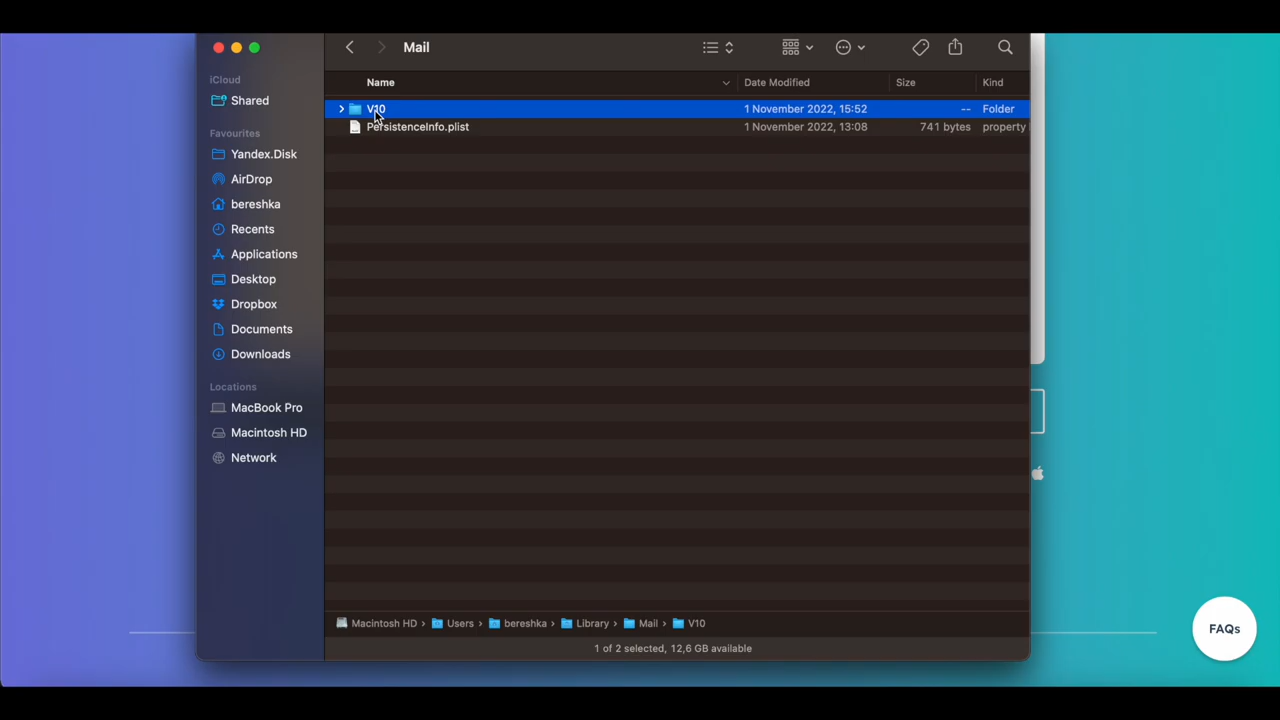 Mail
Name Date Modified Size Kind
V10 1 November 2022, 15:52 -- Folder
PersistenceInfo.plist 1 November 2022, 13:08 741 bytes property
iCloud
Shared
Favourites
Yandex.Disk
AirDrop
bereshka
Recents
Applications
Desktop
Dropbox
Documents
Downloads
Locations
MacBook Pro
Macintosh HD
Network
Macintosh HD › Users › bereshka › Library › Mail › V10
1 of 2 selected, 12,6 GB available
FAQs